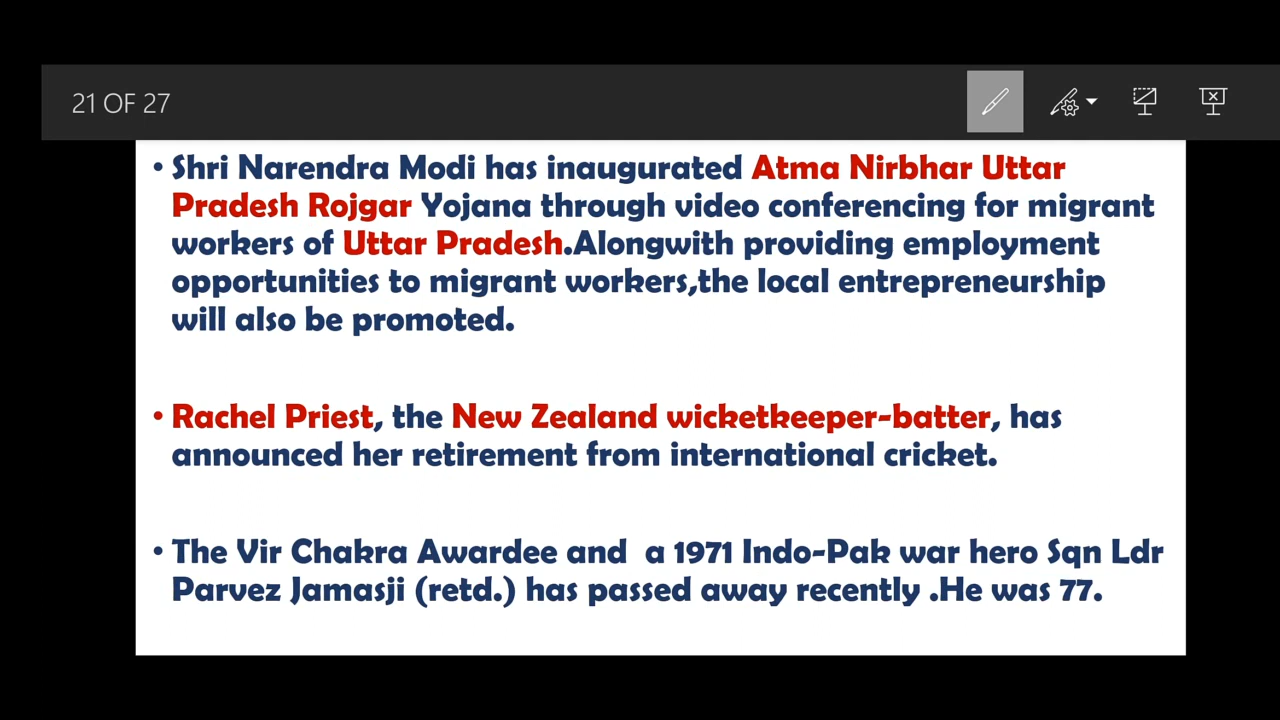 21 OF 27
• Shri Narendra Modi has inaugurated Atma Nirbhar Uttar
Pradesh Rojgar Yojana through video conferencing for migrant
workers of Uttar Pradesh.Alongwith providing employment
opportunities to migrant workers,the local entrepreneurship
will also be promoted.
• Rachel Priest, the New Zealand wicketkeeper-batter, has
announced her retirement from international cricket.
• The Vir Chakra Awardee and  a 1971 Indo-Pak war hero Sqn Ldr
Parvez Jamasji (retd.) has passed away recently .He was 77.